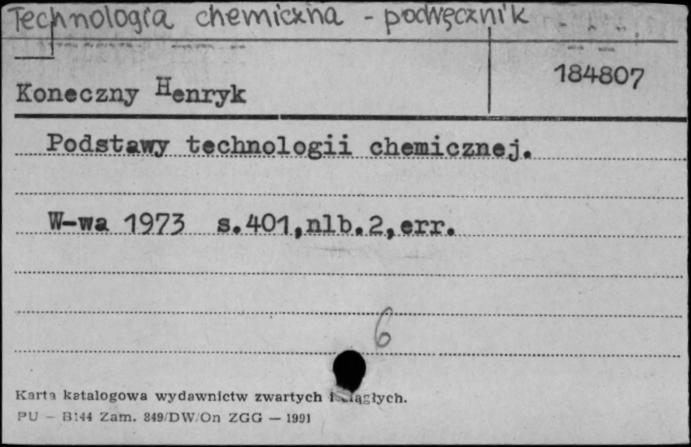 Technologia chemiczna - podręcznik
184807
Koneczny Henryk
Podstawy technologii chemicznej.
W-wa 1973 s.401,nlb.2,err.
6
Karta katalogowa wydawnictw zwartych i ciągłych.
PU - B144 Zam. 849/DW/On ZGG — 1991